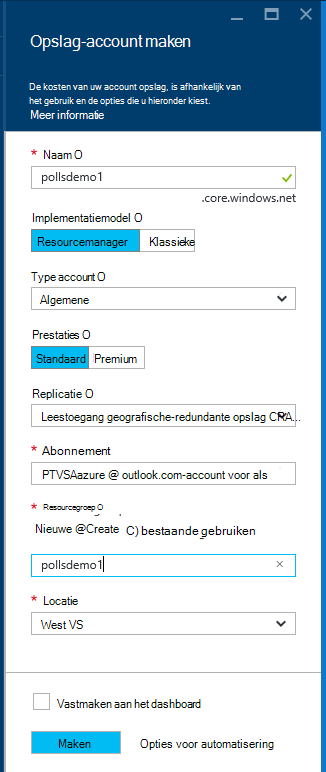 Opslag-account maken
De kosten van uw account opslag, is afhankelijk van
het gebruik en de opties die u hieronder kiest.
Meer informatie
* Naam O
pollsdemo1
.core.windows.net
Implementatiemodel O
Resourcemanager Klassieke
Type account O
Algemene
Prestaties O
Standaard Premium
Replicatie O
Leestoegang geografische-redundante opslag
* Abonnement
PTVSAazure @ outlook.com-account voor als
* Resourcegroep O
Nieuwe @Create C) bestaande gebruiken
pollsdemo1
* Locatie
West VS
Vastmaken aan het dashboard
Maken Opties voor automatisering